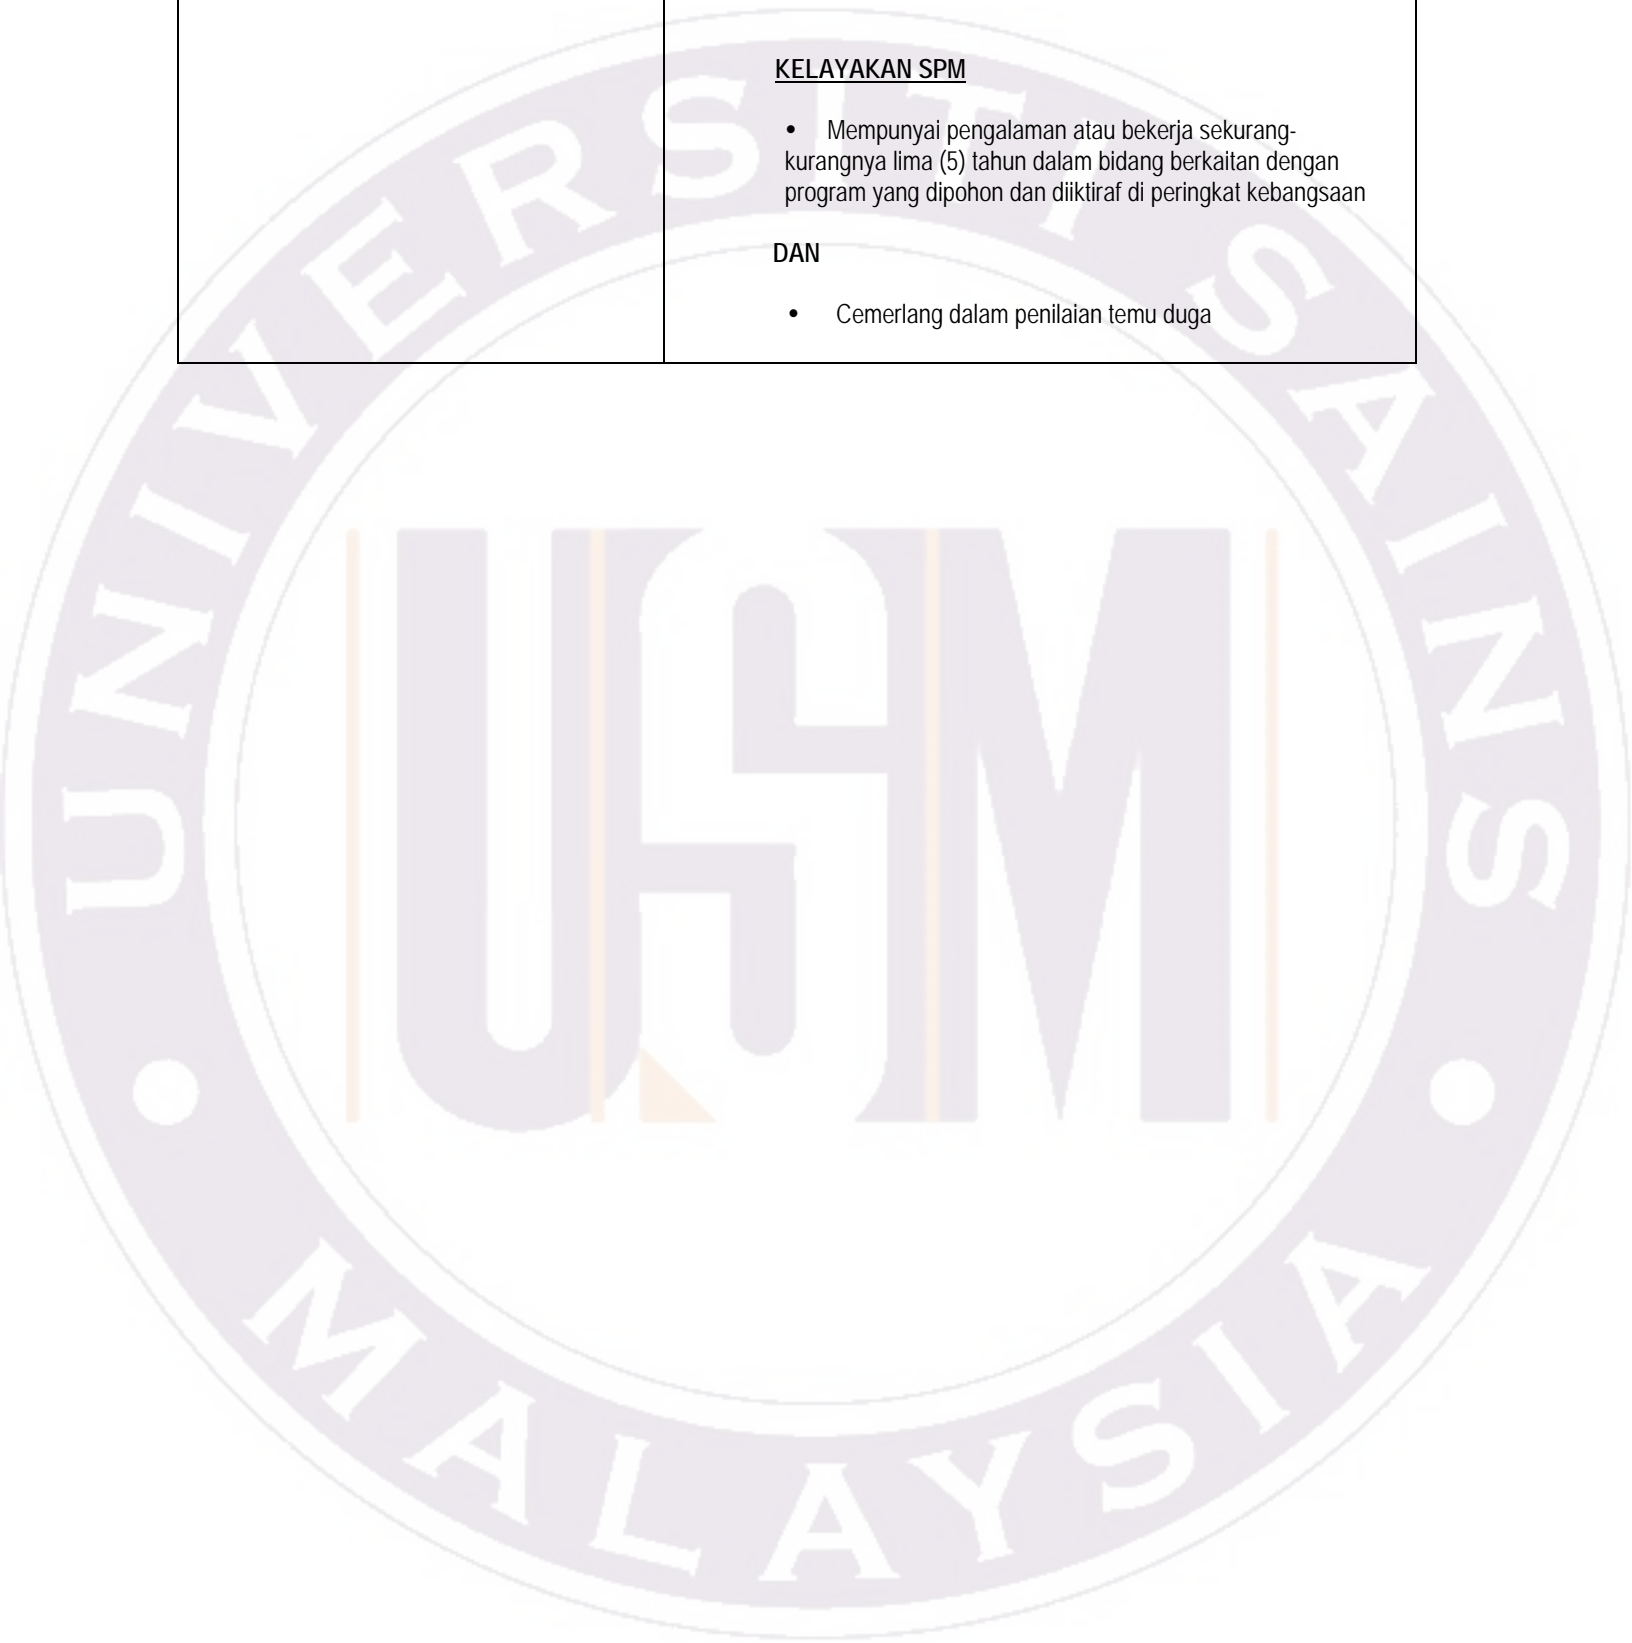 KELAYAKAN SPM
• Mempunyai pengalaman atau bekerja sekurang-
kurangnya lima (5) tahun dalam bidang berkaitan dengan
program yang dipohon dan diiktiraf di peringkat kebangsaan
DAN
• Cemerlang dalam penilaian temu duga
UNIVERSITI SAINS
USM
• MALAYSIA •